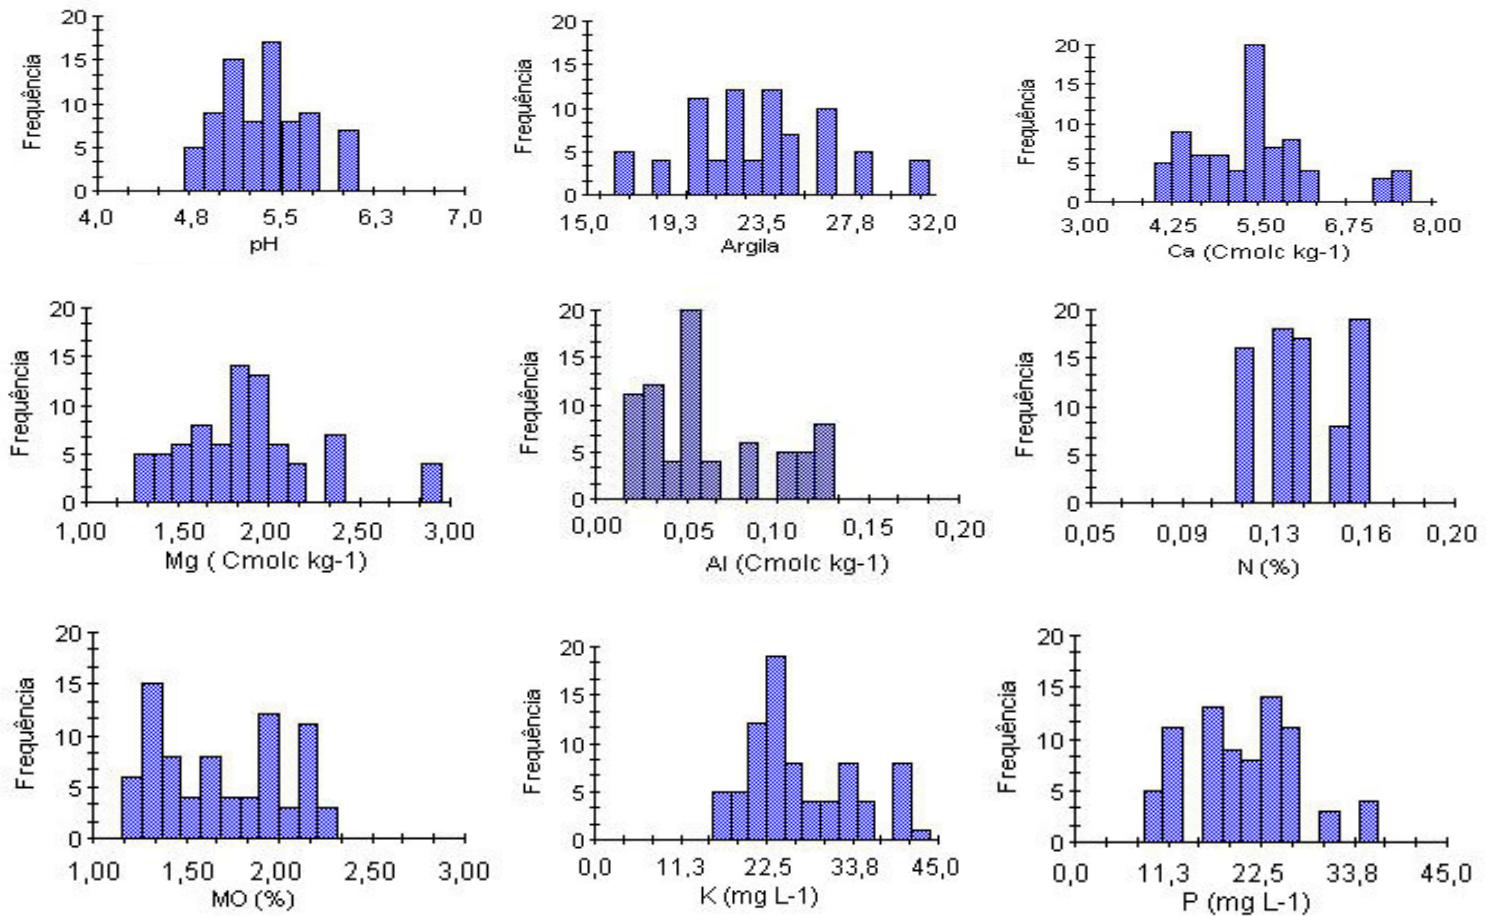 20
15
10
5
0
Frequência
4,0 4,8 5,5 6,3 7,0
pH
20
15
10
5
0
Frequência
15,0 19,3 23,5 27,8 32,0
Argila
20
15
10
5
0
Frequência
3,00 4,25 5,50 6,75 8,00
Ca (Cmolc kg-1)
20
15
10
5
0
Frequência
1,00 1,50 2,00 2,50 3,00
Mg ( Cmolc kg-1)
20
15
10
5
0
Frequência
0,00 0,05 0,10 0,15 0,20
Al (Cmolc kg-1)
20
15
10
5
0
Frequência
0,05 0,09 0,13 0,16 0,20
N (%)
20
15
10
5
0
Frequência
1,00 1,50 2,00 2,50 3,00
MO (%)
20
15
10
5
0
Frequência
0,0 11,3 22,5 33,8 45,0
K (mg L-1)
20
15
10
5
0
Frequência
0,0 11,3 22,5 33,8 45,0
P (mg L-1)